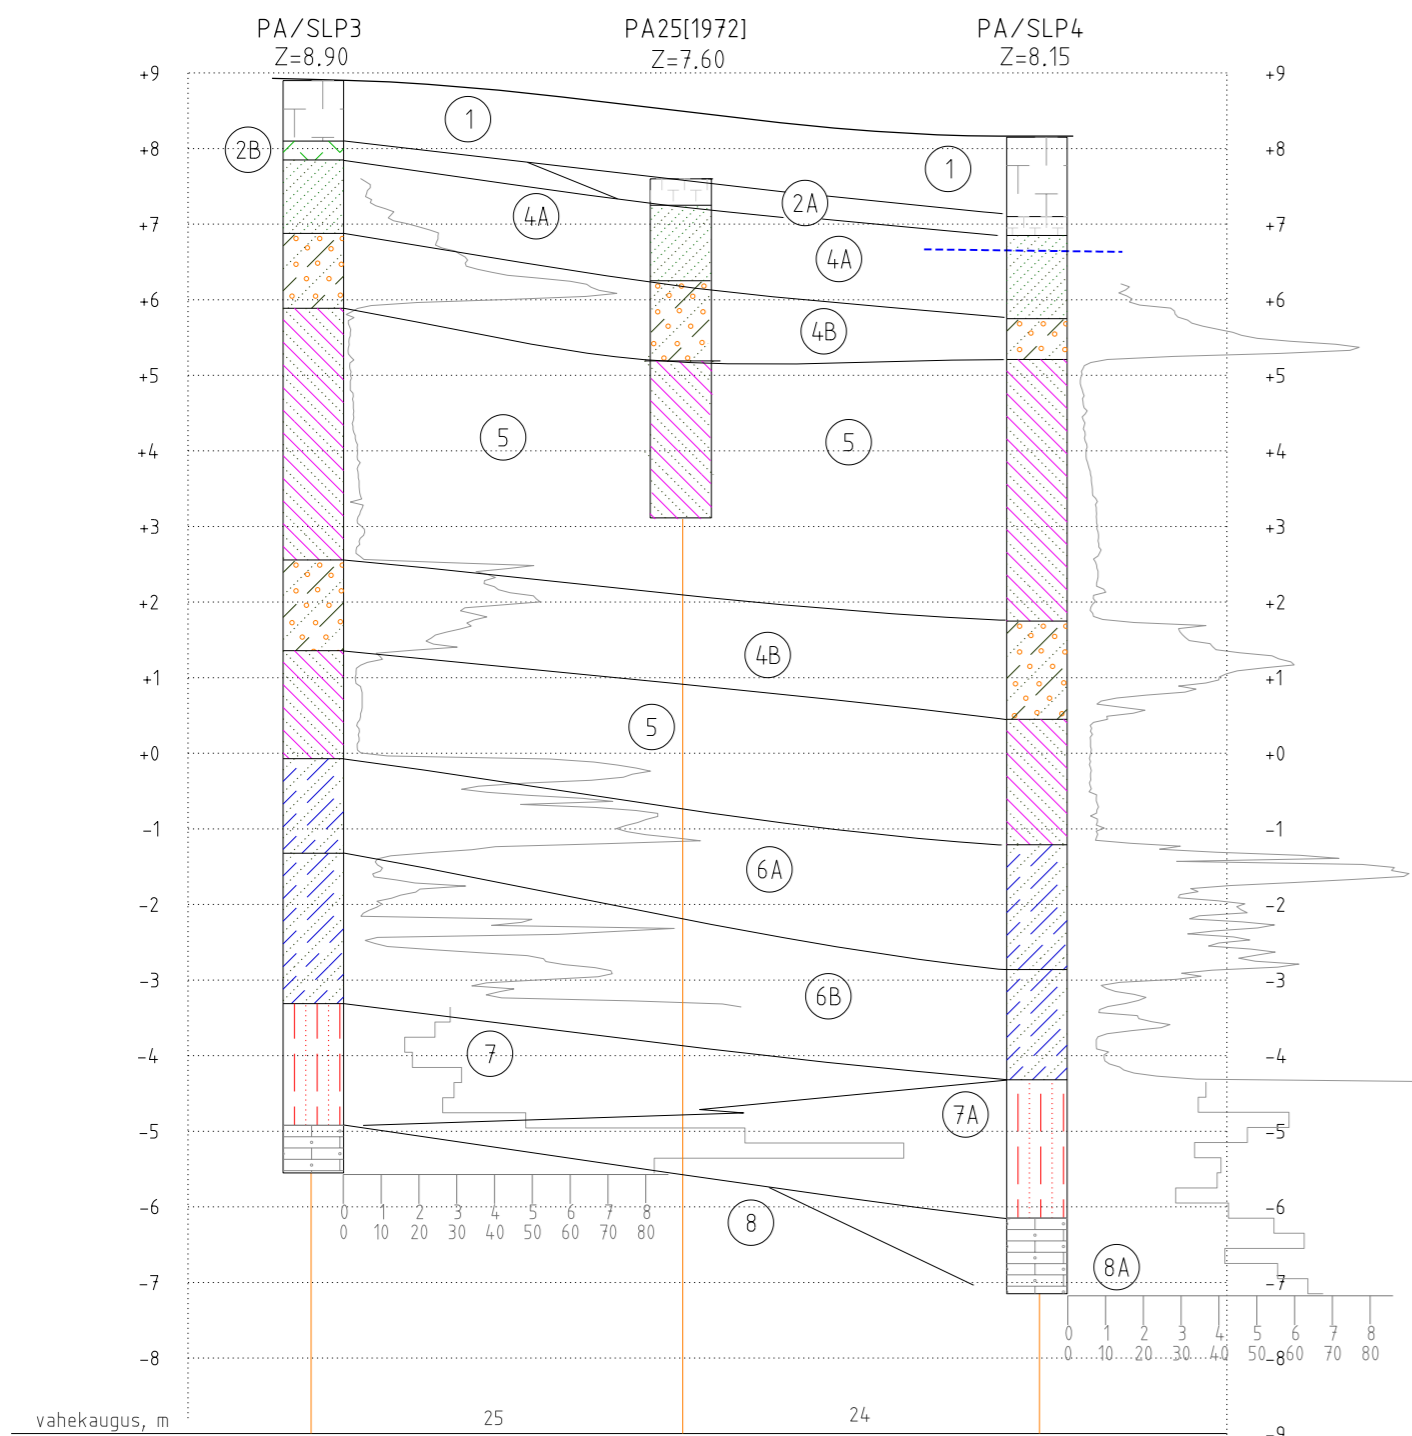 PA/SLP3 PA25[1972] PA/SLP4
Z=8.90 Z=7.60 Z=8.15
+9 +9
1
+8 2B +8
1
2A
+7 4A +7
4A
+6 +6
4B
+5 +5
5 5
+4 +4
+3 +3
+2 +2
4B
+1 +1
5
+0 +0
-1 -1
6A
-2 -2
-3 -3
6B
-4 7 -4
7A
-5 -5
-6 -6
0 1 2 3 4 5 6 7 8
0 10 20 30 40 50 60 70 80
8
8A
-7 -7
0 1 2 3 4 5 6 7 8
0 10 20 30 40 50 60 70 80
-8 -8
vahekaugus, m 25 24
-9